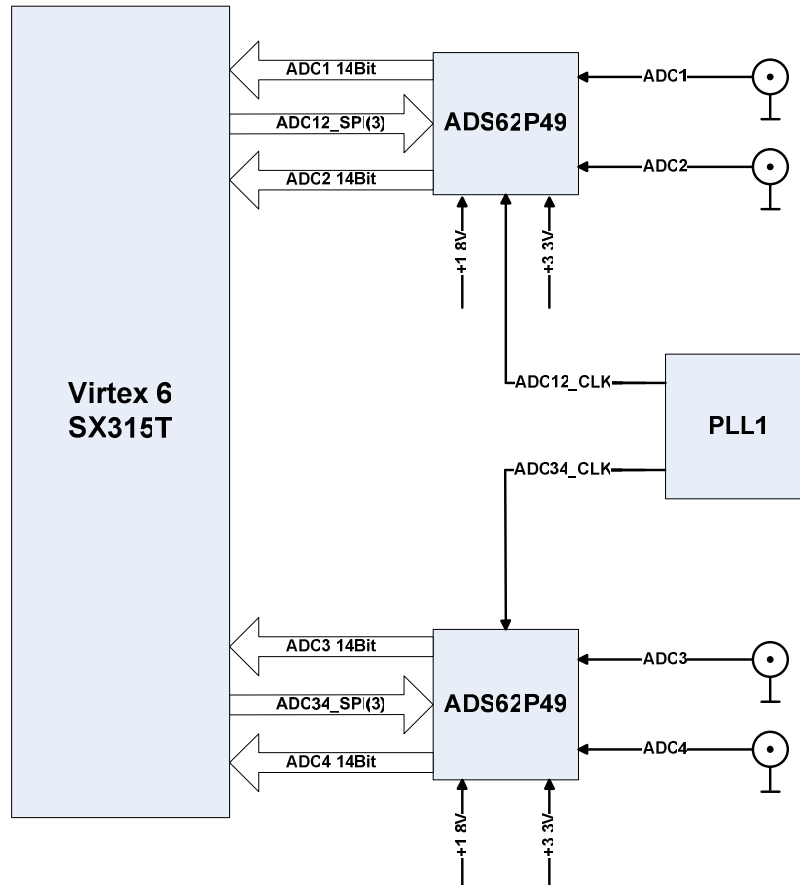 ADC1 14Bit
ADC12_SPI(3)
ADC2 14Bit
ADS62P49
ADC1
ADC2
+1 8V
+3 3V
Virtex 6
SX315T
ADC12_CLK
PLL1
ADC34_CLK
ADC3 14Bit
ADC34_SPI(3)
ADC4 14Bit
ADS62P49
ADC3
ADC4
+1 8V
+3 3V